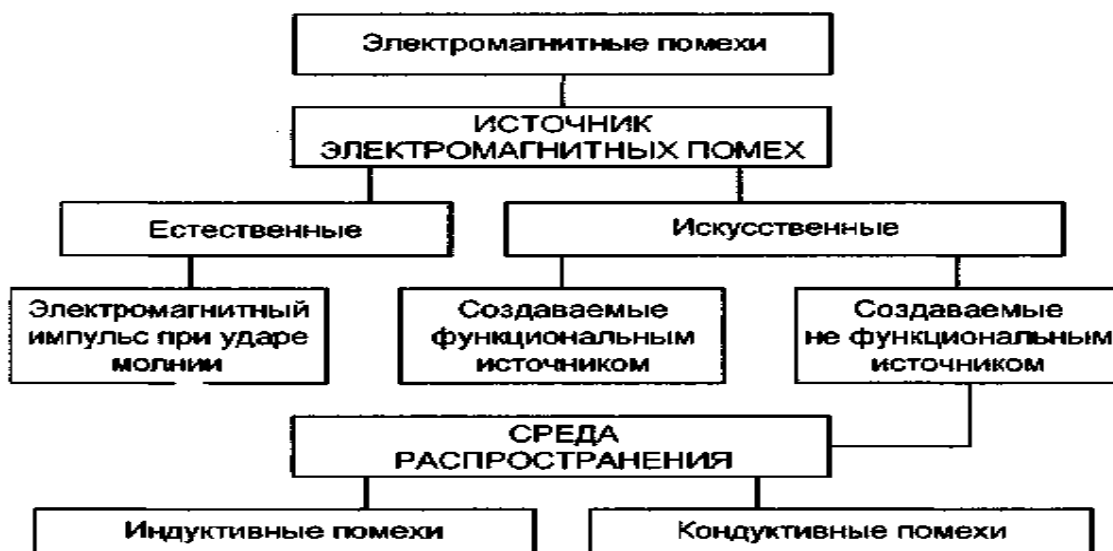 Электромагнитные помехи
ИСТОЧНИК
ЭЛЕКТРОМАГНИТНЫХ ПОМЕХ
Естественные
Искусственные
Электромагнитный
импульс при ударе
молнии
Создаваемые
функциональным
источником
Создаваемые
не функциональным
источником
СРЕДА
РАСПРОСТРАНЕНИЯ
Индуктивные помехи
Кондуктивные помехи